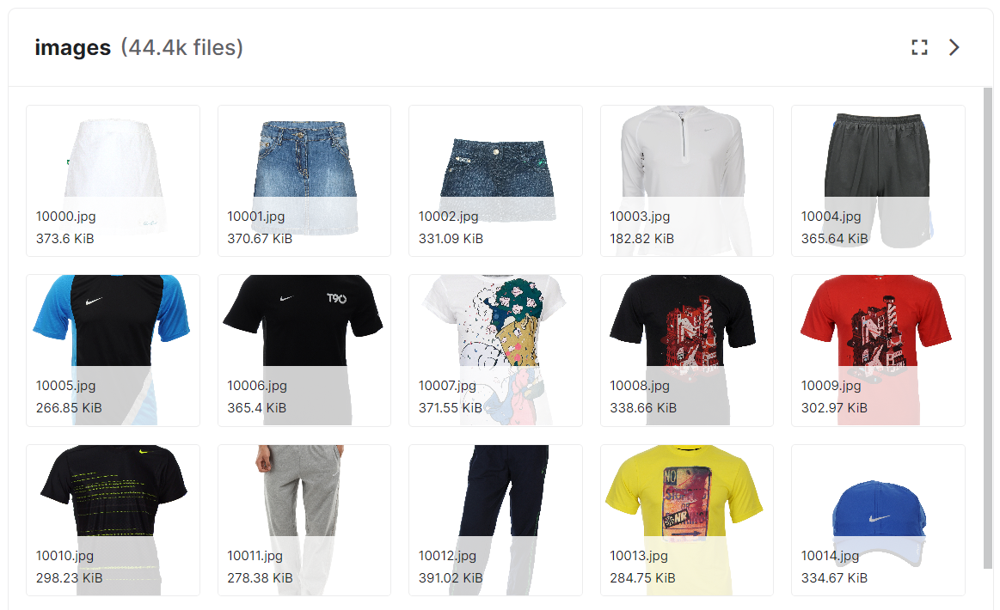 images (44.4k files)
10000.jpg
373.6 KiB
10001.jpg
370.67 KiB
10002.jpg
331.09 KiB
10003.jpg
182.82 KiB
10004.jpg
365.64 KiB
10005.jpg
266.85 KiB
T90
10006.jpg
365.4 KiB
10007.jpg
371.55 KiB
10008.jpg
338.66 KiB
10009.jpg
302.97 KiB
10010.jpg
298.23 KiB
10011.jpg
278.38 KiB
10012.jpg
391.02 KiB
NO
STOPPING
OR
10013.jpg
284.75 KiB
10014.jpg
334.67 KiB